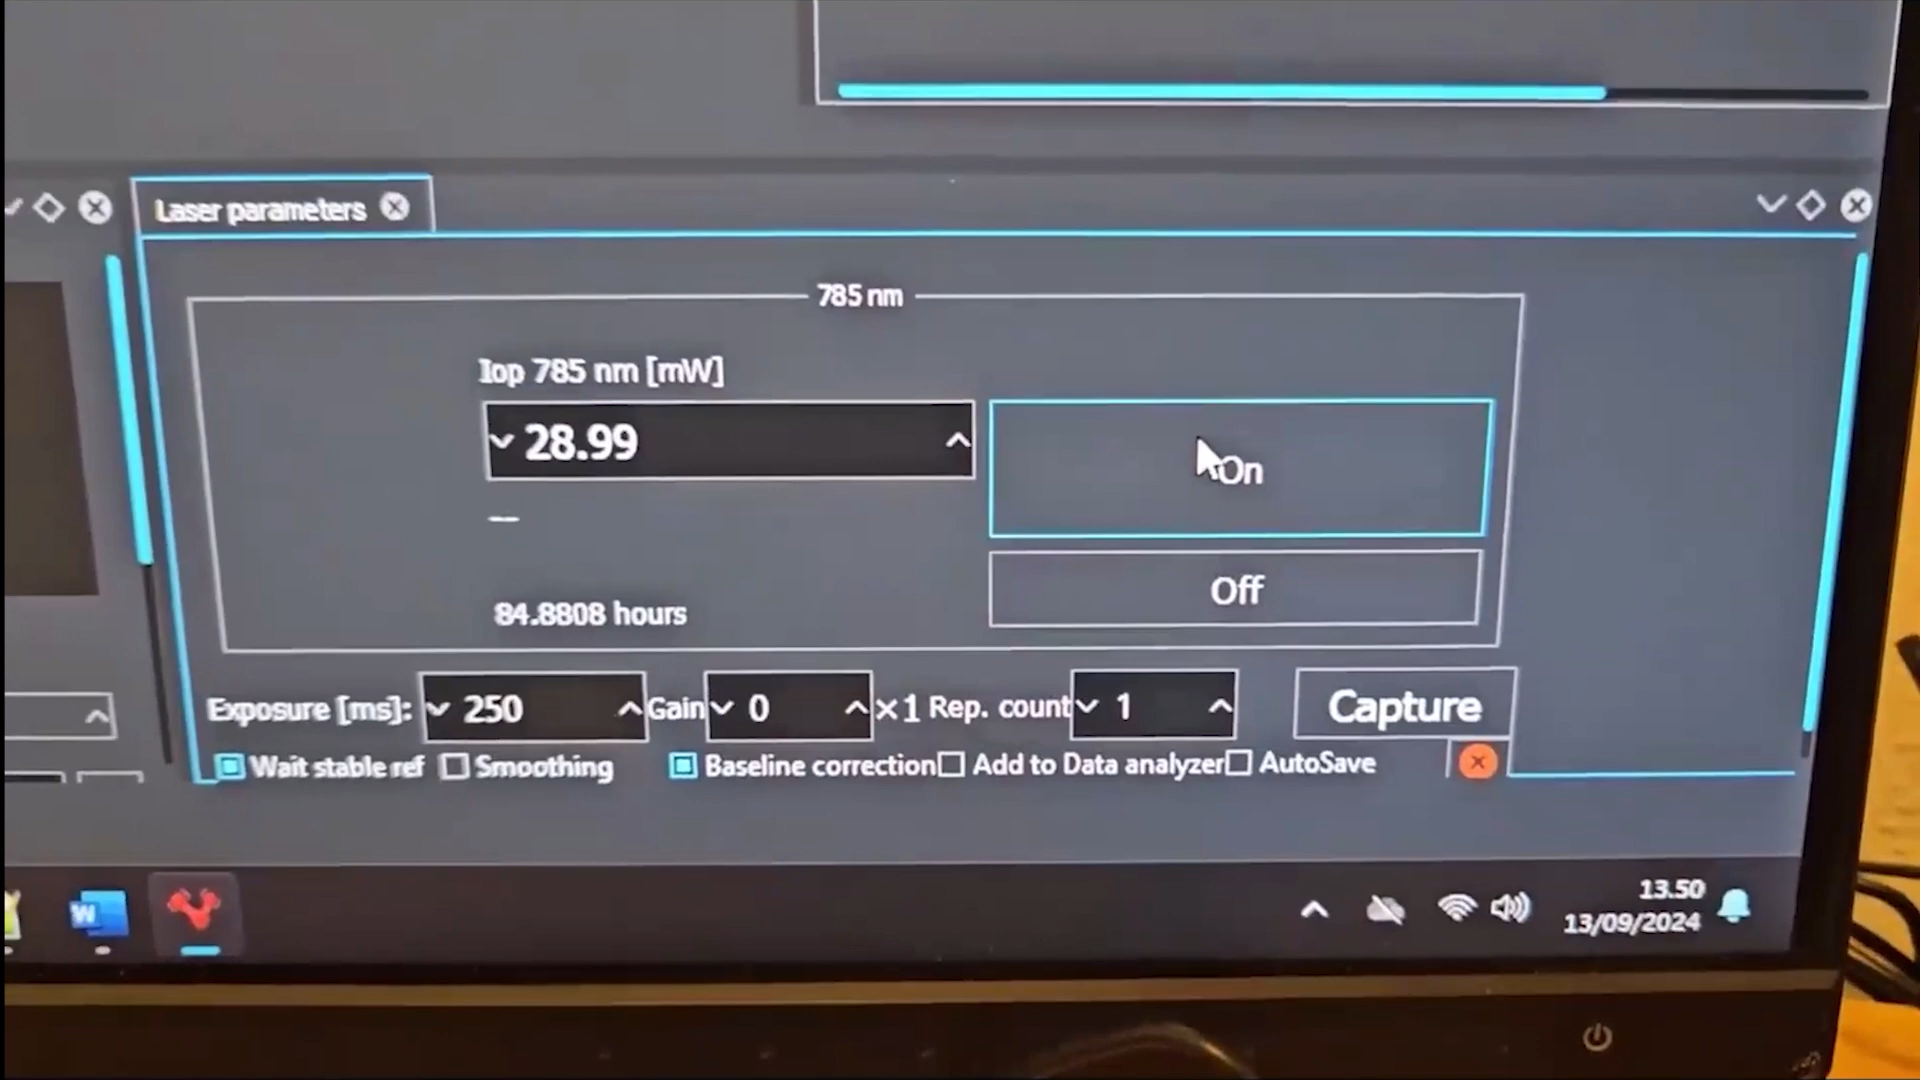 Laser parameters
785 nm
Iop 785 nm [mW]
28.99
On
84.8808 hours
Off
Exposure [ms]: 250 Gain 0 ×1 Rep. count 1 Capture
Wait stable ref Smoothing Baseline correction Add to Data analyzer AutoSave
W
13.50
13/09/2024